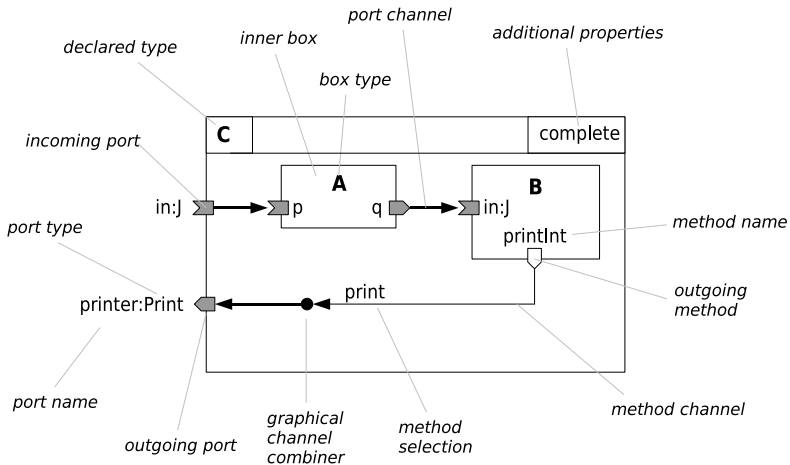 port channel
declared type
inner box
additional properties
box type
C
complete
incoming port
A
B
in:J
p
q
in:J
port type
printInt
method name
print
printer:Print
outgoing
method
port name
graphical
channel
combiner
method
selection
method channel
outgoing port